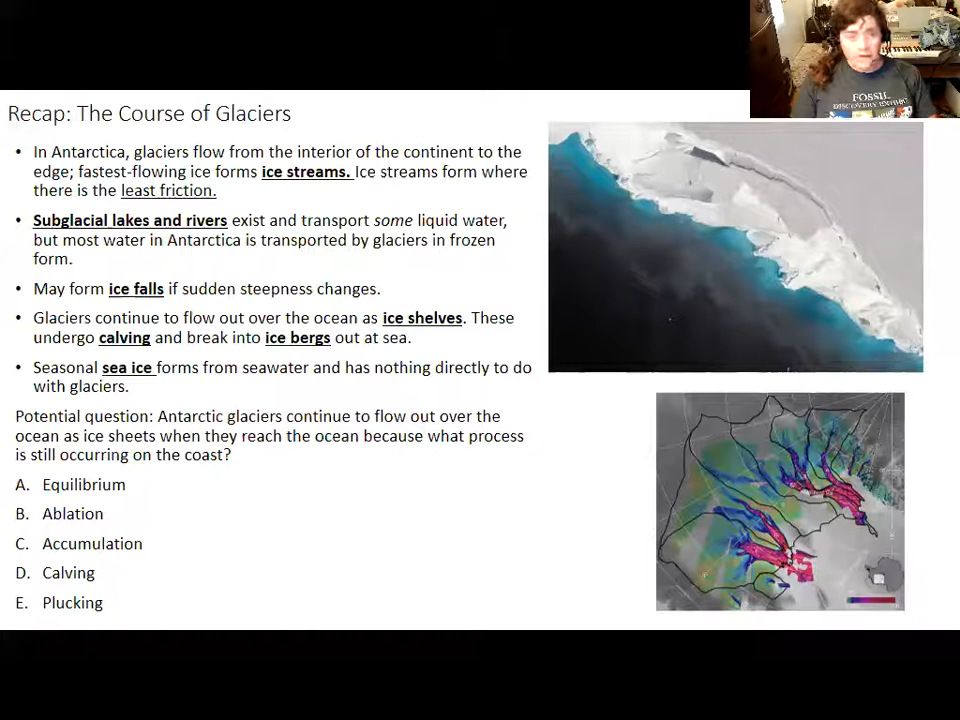 Recap: The Course of Glaciers
• In Antarctica, glaciers flow from the interior of the continent to the
edge; fastest-flowing ice forms ice streams. Ice streams form where
there is the least friction.
• Subglacial lakes and rivers exist and transport some liquid water,
but most water in Antarctica is transported by glaciers in frozen
form.
• May form ice falls if sudden steepness changes.
• Glaciers continue to flow out over the ocean as ice shelves. These
undergo calving and break into ice bergs out at sea.
• Seasonal sea ice forms from seawater and has nothing directly to do
with glaciers.
Potential question: Antarctic glaciers continue to flow out over the
ocean as ice sheets when they reach the ocean because what process
is still occurring on the coast?
A. Equilibrium
B. Ablation
C. Accumulation
D. Calving
E. Plucking
FOSSIL
DISCOVERY